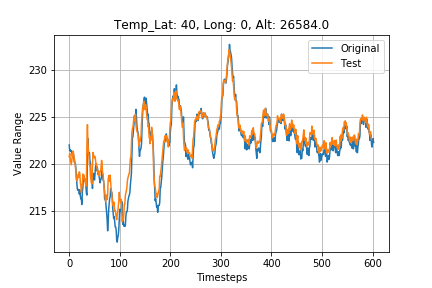 Temp_Lat: 40, Long: 0, Alt: 26584.0
Original
Test
Value Range
230
225
220
215
0 100 200 300 400 500 600
Timesteps